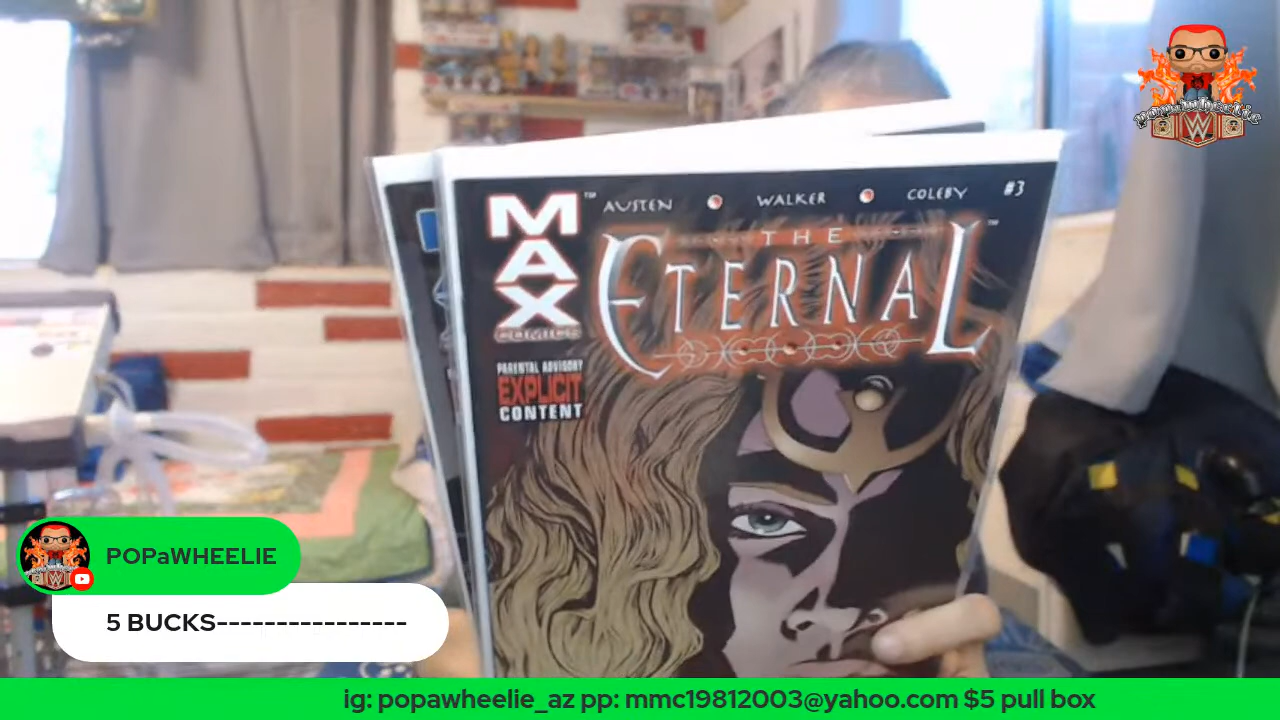 popawheelie
W
AUSTEN WALKER COLEBY #3
MAX
COMICS
THE
ETERNAL
PARENTAL ADVISORY
EXPLICIT
CONTENT
POPaWHEELIE
5 BUCKS----------------
ig: popawheelie_az pp: mmc19812003@yahoo.com $5 pull box